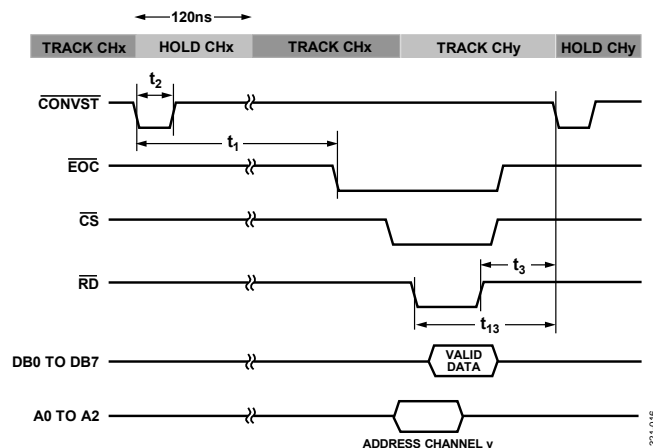 120ns
TRACK CHx HOLD CHx TRACK CHx TRACK CHy HOLD CHy
t2
CONVST
t1
EOC
CS
t3
RD
t13
VALID
DATA
DB0 TO DB7
A0 TO A2
ADDRESS CHANNEL y